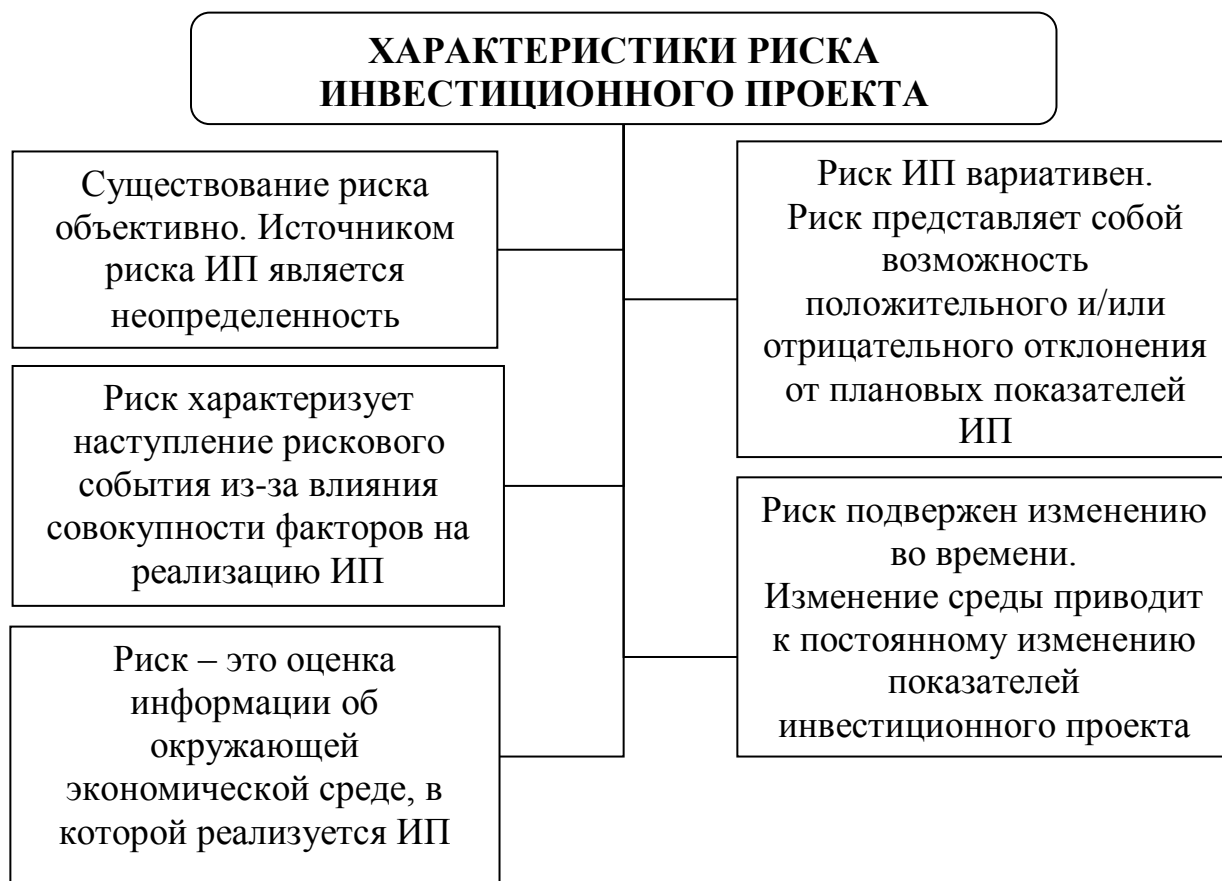 ХАРАКТЕРИСТИКИ РИСКА
ИНВЕСТИЦИОННОГО ПРОЕКТА
Существование риска
объективно. Источником
риска ИП является
неопределенность
Риск характеризует
наступление рискового
события из-за влияния
совокупности факторов на
реализацию ИП
Риск – это оценка
информации об
окружающей
экономической среде, в
которой реализуется ИП
Риск ИП вариативен.
Риск представляет собой
возможность
положительного и/или
отрицательного отклонения
от плановых показателей
ИП
Риск подвержен изменению
во времени.
Изменение среды приводит
к постоянному изменению
показателей
инвестиционного проекта